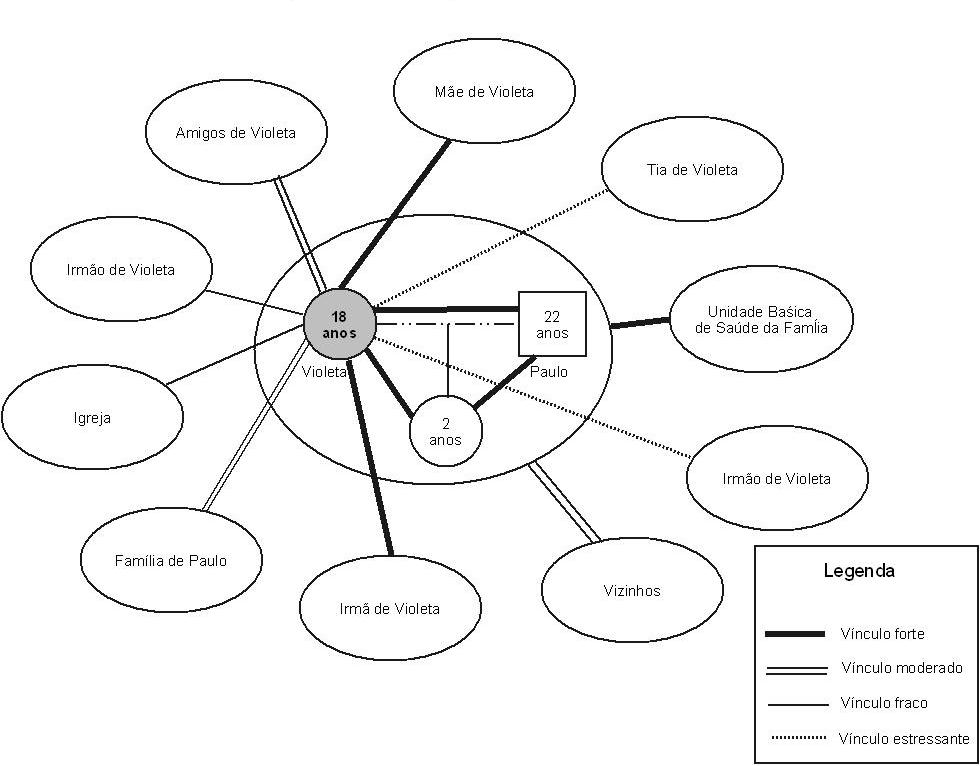 Mãe de Violeta
Amigos de Violeta
Tia de Violeta
Irmão de Violeta
18
anos
22
anos
Unidade Baśica
de Saúde da FamÍlia
Violeta
Paulo
Igreja
2
anos
Irmão de Violeta
Família de Paulo
Irmã de Violeta
Vizinhos
Legenda
Vínculo forte
Vínculo moderado
Vínculo fraco
Vínculo estressante